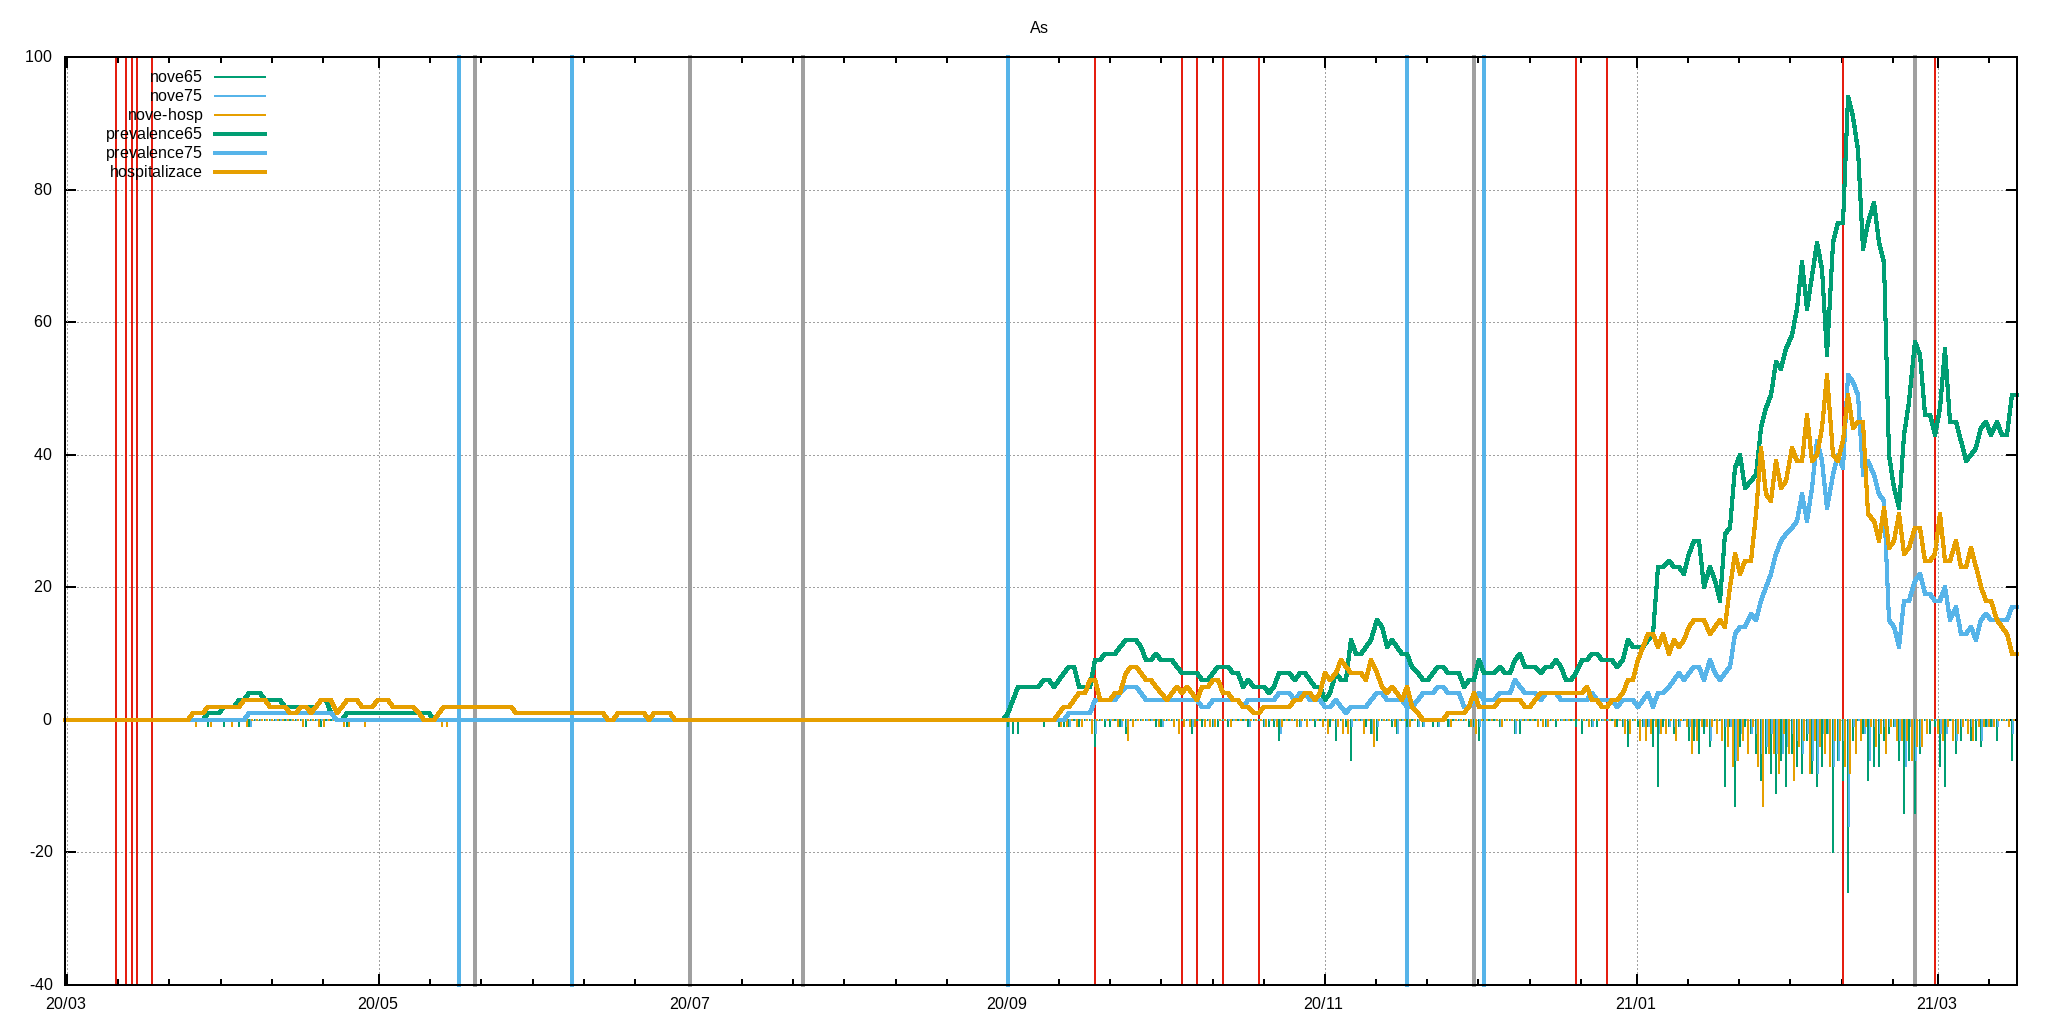 As
100
nove65
nove75
nove-hosp
prevalence65
prevalence75
hospitalizace
80
60
40
20
0
-20
-40
20/03 20/05 20/07 20/09 20/11 21/01 21/03